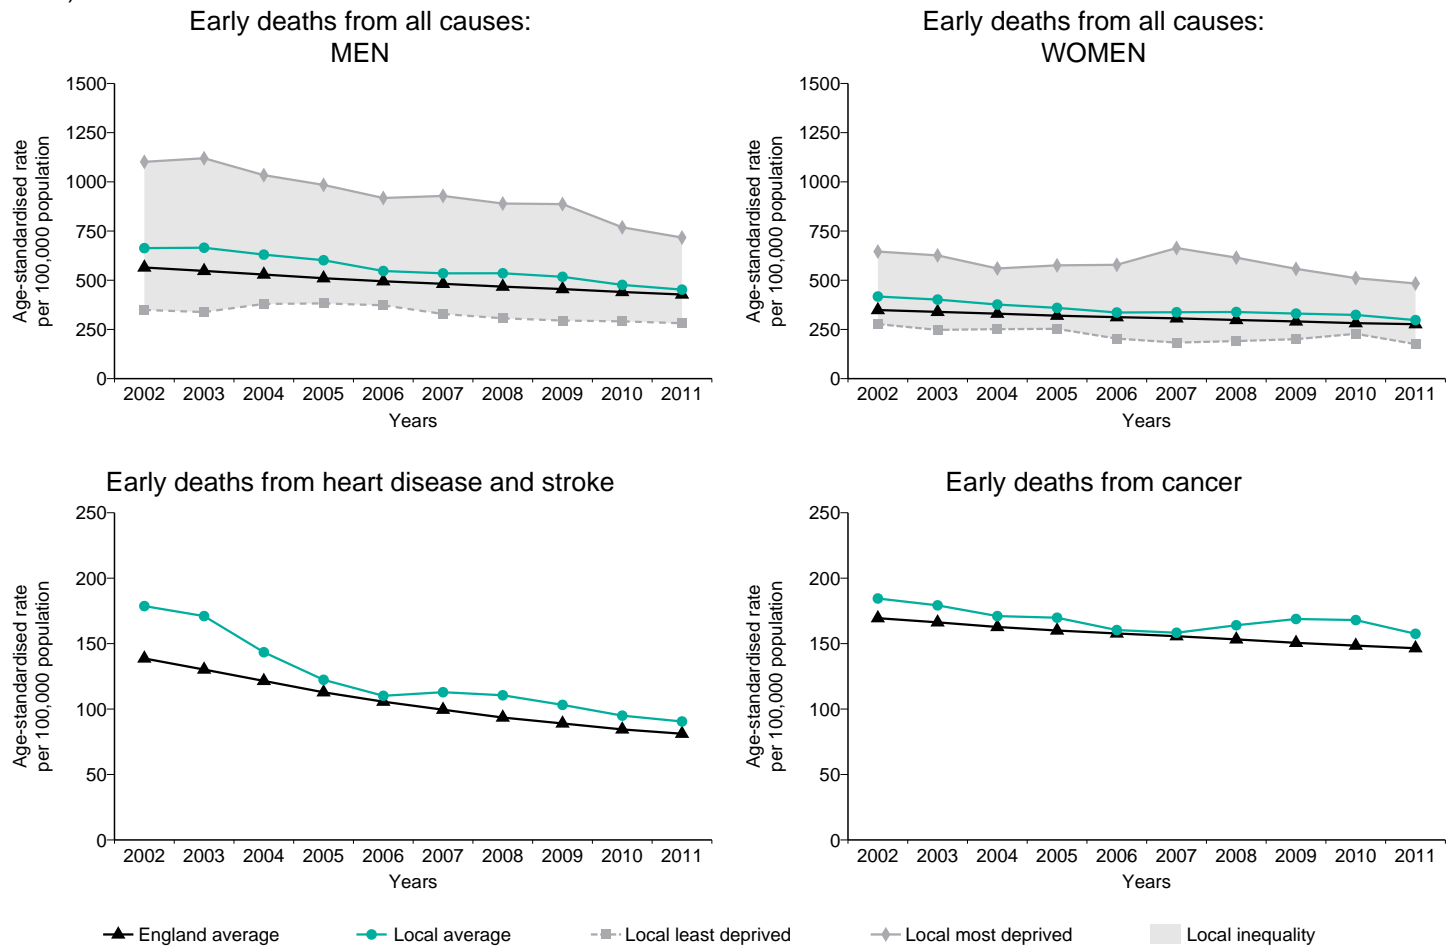 Early deaths from all causes:
MEN
Age-standardised rate
per 100,000 population
1500
1250
1000
750
500
250
0
2002 2003 2004 2005 2006 2007 2008 2009 2010 2011
Years
Early deaths from all causes:
WOMEN
Age-standardised rate
per 100,000 population
1500
1250
1000
750
500
250
0
2002 2003 2004 2005 2006 2007 2008 2009 2010 2011
Years
Early deaths from heart disease and stroke
Age-standardised rate
per 100,000 population
250
200
150
100
50
0
2002 2003 2004 2005 2006 2007 2008 2009 2010 2011
Years
Early deaths from cancer
Age-standardised rate
per 100,000 population
250
200
150
100
50
0
2002 2003 2004 2005 2006 2007 2008 2009 2010 2011
Years
England average
Local average
Local least deprived
Local most deprived
Local inequality